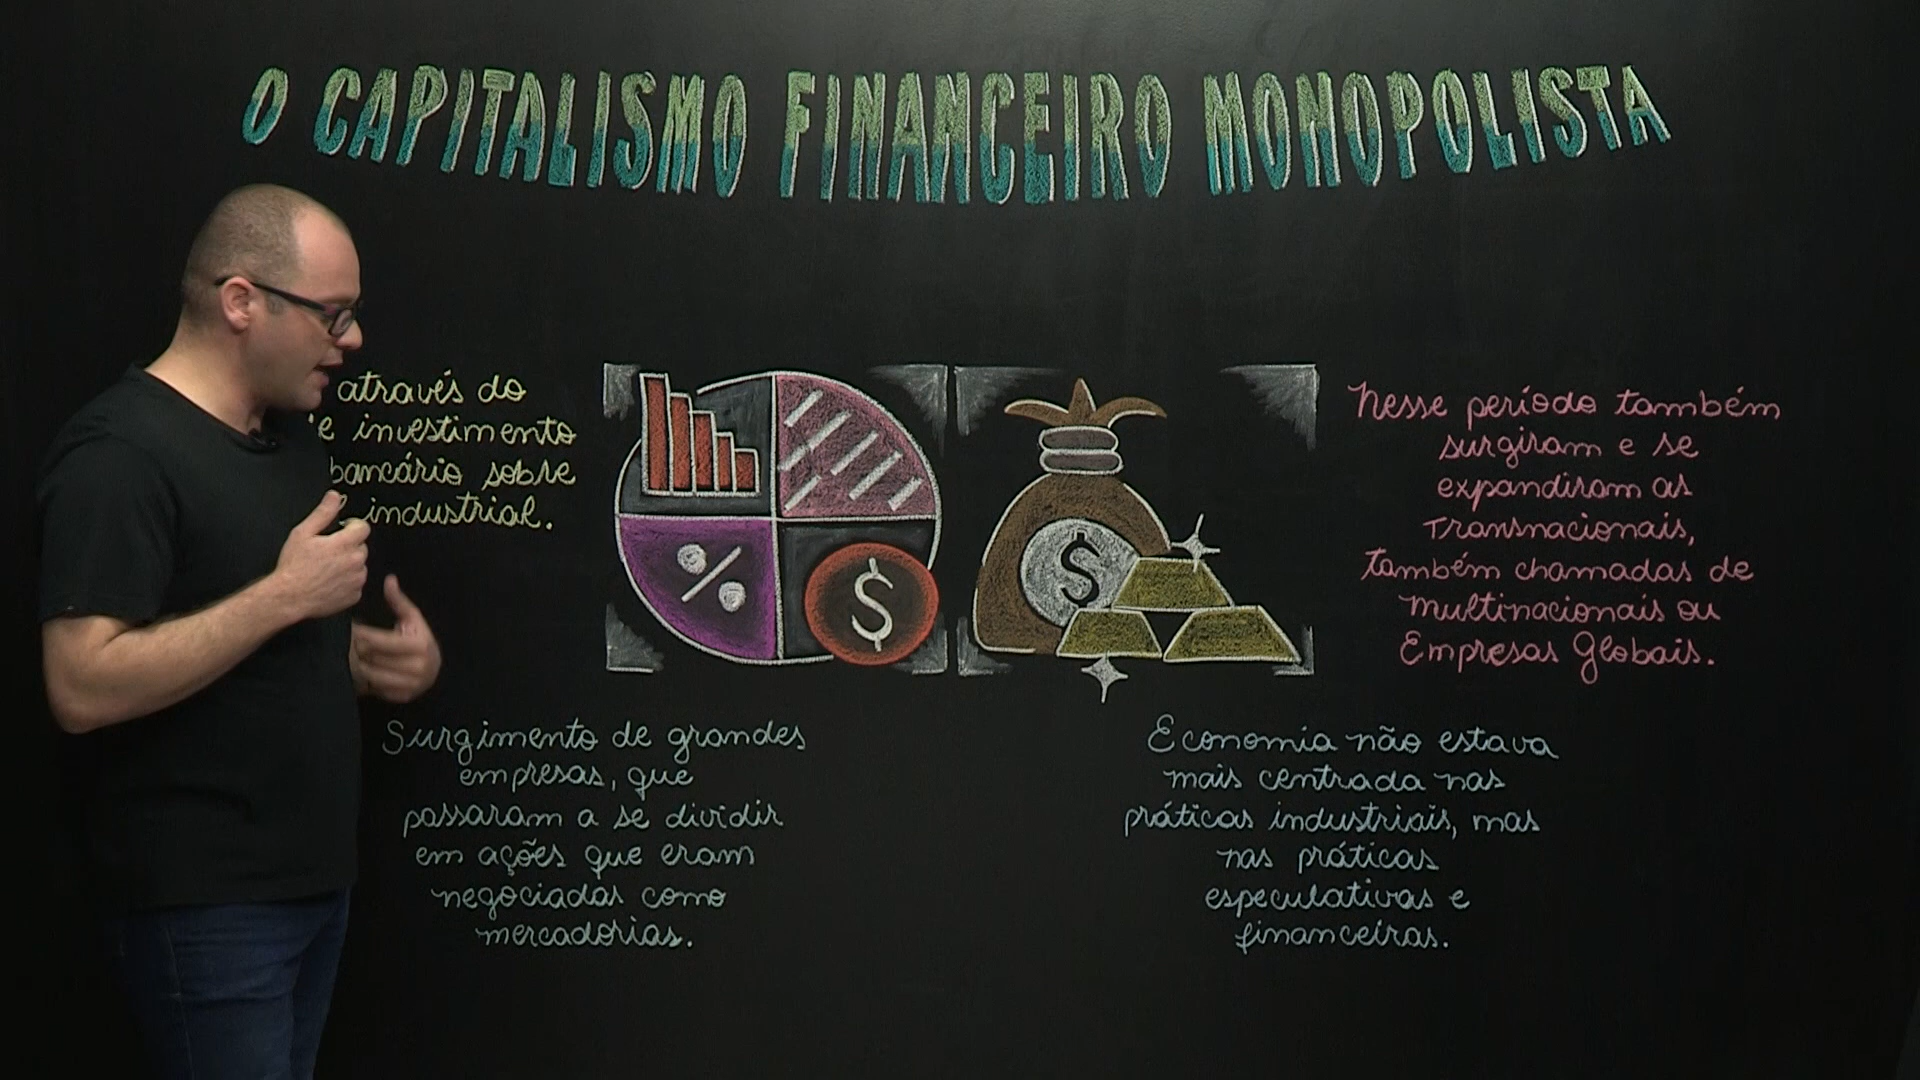 O CAPITALISMO FINANCEIRO MONOPOLISTA
através do
investimento
bancário sobre
industrial.
Nesse período também
surgiram e se
expandiram as
Transnacionais,
também chamadas de
Multinacionais ou
Empresas Globais.
Surgimento de grandes
empresas, que
passaram a se dividir
em ações que eram
negociadas como
mercadorias.
Economia não estava
mais centrada nas
práticas industriais, mas
nas práticas
especulativas e
financeiras.
%
$
$